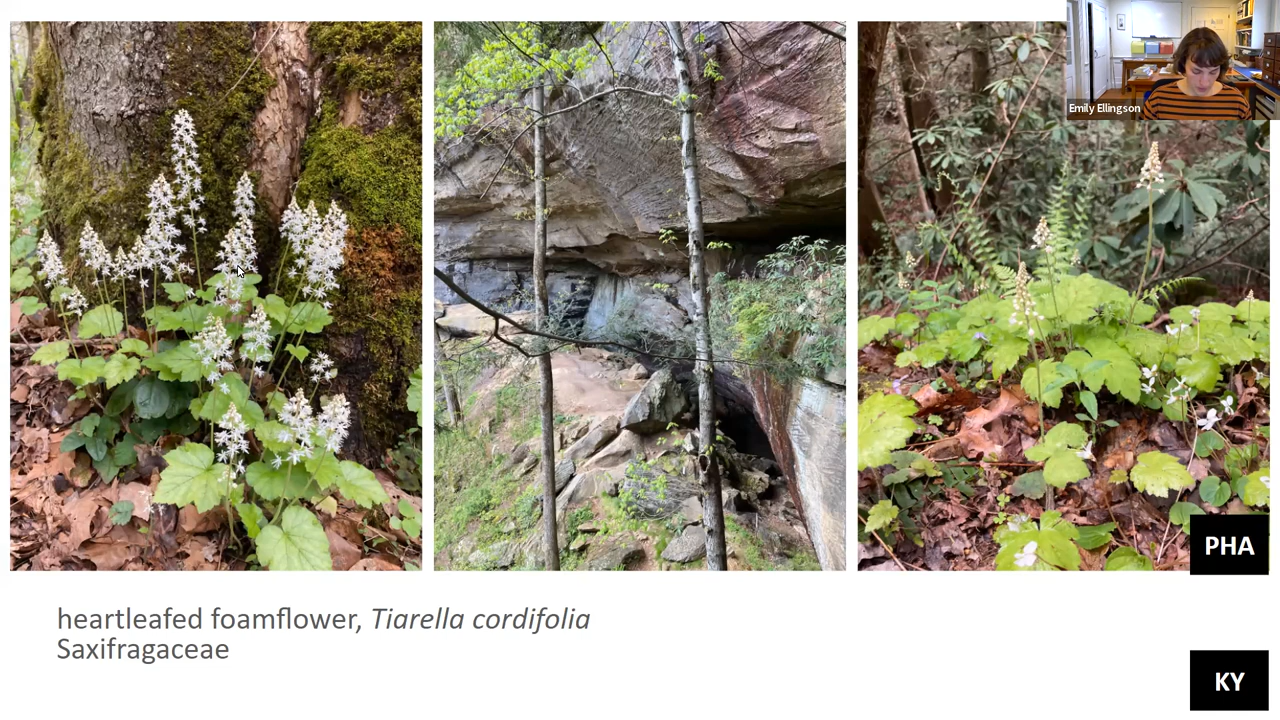 Emily Ellingson
PHA
heartleafed foamflower, Tiarella cordifolia
Saxifragaceae
KY